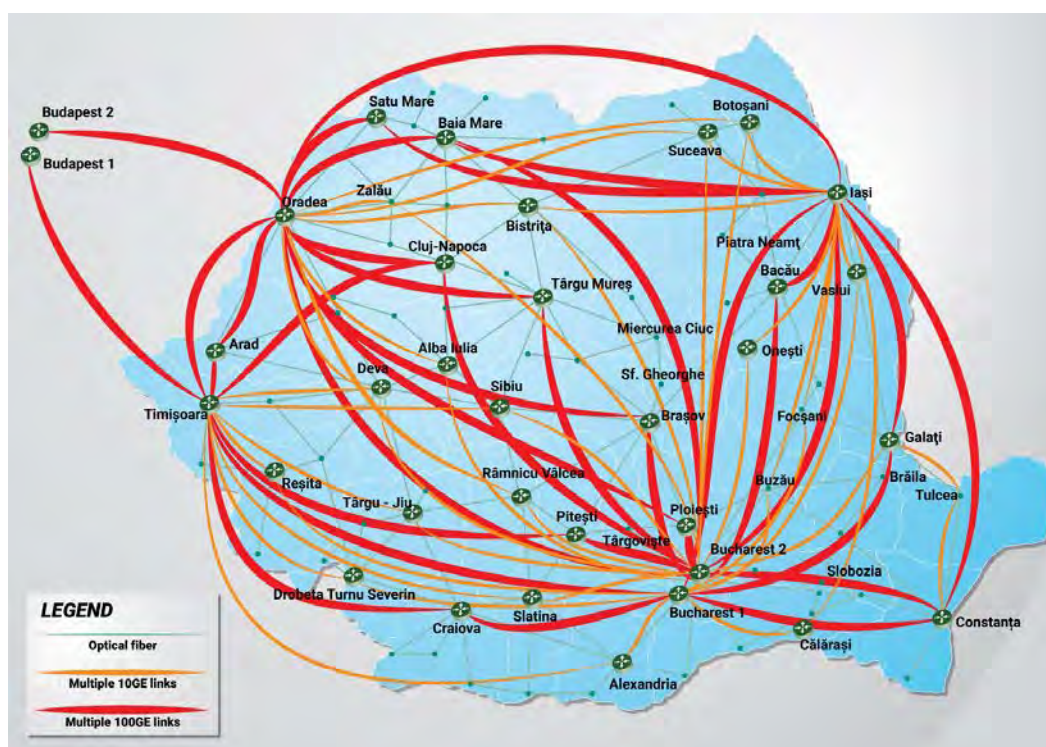 Budapest 2
Budapest 1
Satu Mare
Baia Mare
Botoșani
Suceava
Iași
Zalău
Oradea
Bistrița
Cluj-Napoca
Piatra Neamț
Bacău
Vaslui
Târgu Mureș
Miercurea Ciuc
Onești
Arad
Alba Iulia
Deva
Sf. Gheorghe
Sibiu
Timișoara
Brașov
Focșani
Galați
Reșita
Râmnicu Vâlcea
Buzău
Brăila
Tulcea
Târgu - Jiu
Pitești
Ploiești
Târgoviște
Bucharest 2
Slobozia
Drobeta Turnu Severin
Slatina
Bucharest 1
Craiova
Constanța
Călărași
Alexandria
LEGEND
Optical fiber
Multiple 10GE links
Multiple 100GE links